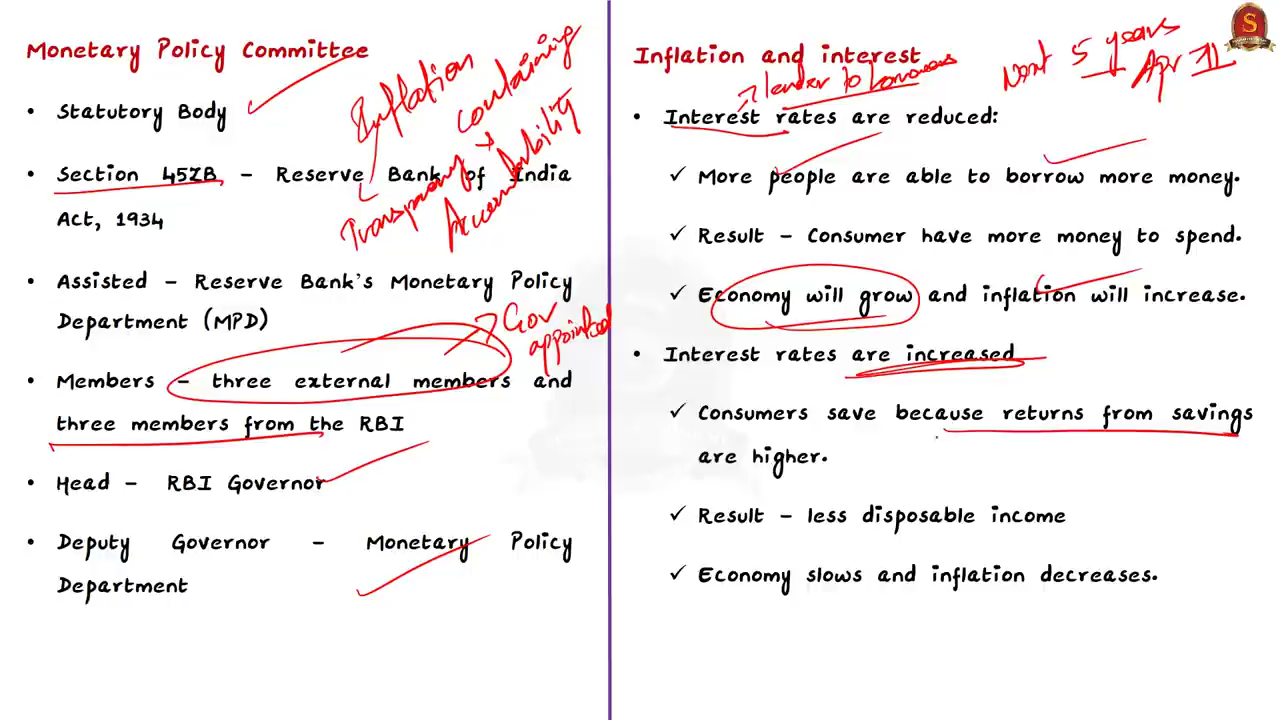 Monetary Policy Committee
• Statutory Body
• Section 45ZB – Reserve Bank of India
Act, 1934
• Assisted – Reserve Bank's Monetary Policy
Department (MPD)
• Members – three external members and
three members from the RBI
• Head – RBI Governor
• Deputy Governor – Monetary Policy
Department
Inflation
containing
Transparency &
Accountability
→ Gov
appointed
Inflation and interest
→ lender to borrowers
Next 5 years
Apr
• Interest rates are reduced:
✓ More people are able to borrow more money.
✓ Result – Consumer have more money to spend.
✓ Economy will grow and inflation will increase.
• Interest rates are increased
✓ Consumers save because returns from savings
are higher.
✓ Result – less disposable income
✓ Economy slows and inflation decreases.
S